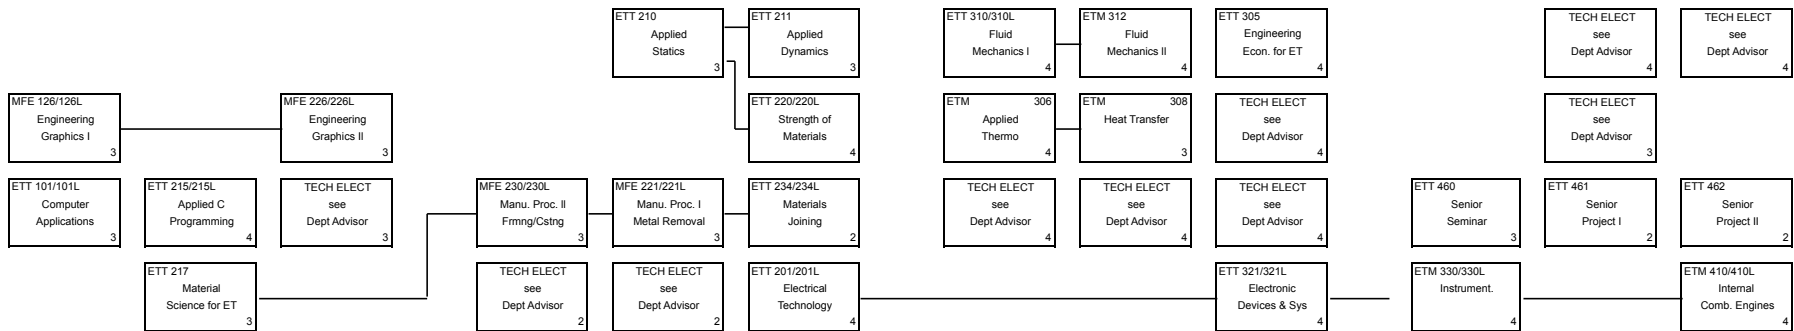 ETT 210
Applied
Statics
3
ETT 211
Applied
Dynamics
3
ETT 310/310L
Fluid
Mechanics I
4
ETM 312
Fluid
Mechanics II
4
ETT 305
Engineering
Econ. for ET
4
TECH ELECT
see
Dept Advisor
4
TECH ELECT
see
Dept Advisor
4
MFE 126/126L
Engineering
Graphics I
3
MFE 226/226L
Engineering
Graphics II
3
ETT 220/220L
Strength of
Materials
4
ETM 306
Applied
Thermo
4
ETM 308
Heat Transfer
3
TECH ELECT
see
Dept Advisor
4
TECH ELECT
see
Dept Advisor
3
ETT 101/101L
Computer
Applications
3
ETT 215/215L
Applied C
Programming
4
TECH ELECT
see
Dept Advisor
3
MFE 230/230L
Manu. Proc. II
Frmng/Cstng
3
MFE 221/221L
Manu. Proc. I
Metal Removal
3
ETT 234/234L
Materials
Joining
2
TECH ELECT
see
Dept Advisor
4
TECH ELECT
see
Dept Advisor
4
TECH ELECT
see
Dept Advisor
4
ETT 460
Senior
Seminar
3
ETT 461
Senior
Project I
2
ETT 462
Senior
Project II
2
ETT 217
Material
Science for ET
3
TECH ELECT
see
Dept Advisor
2
TECH ELECT
see
Dept Advisor
2
ETT 201/201L
Electrical
Technology
4
ETT 321/321L
Electronic
Devices & Sys
4
ETM 330/330L
Instrument.
4
ETM 410/410L
Internal
Comb. Engines
4